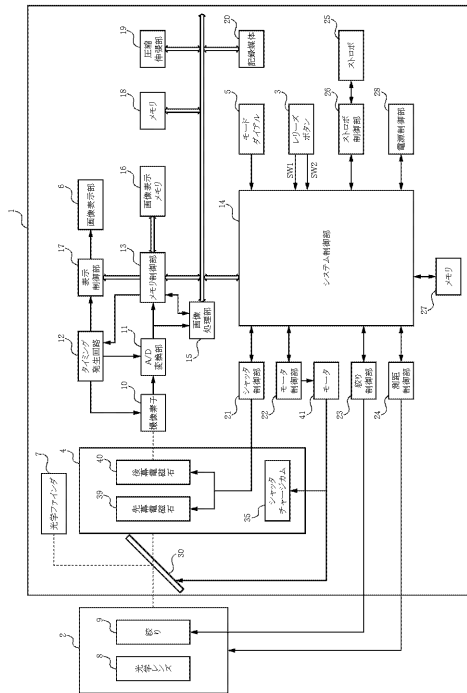 1
25
ストロボ
19
圧縮
伸張部
20
記録媒体
18
メモリ
5
モード
ダイアル
3
レリーズ
ボタン
SW1
SW2
26
ストロボ制御部
28
電源制御部
6
画像表示部
16
画像表示
メモリ
17
表示
制御部
13
メモリ制御部
14
システム制御部
27
メモリ
12
タイミング
発生回路
11
A/D
変換部
15
画像
処理部
10
撮像素子
21
シャッタ
制御部
22
モータ
制御部
41
モータ
23
絞り
制御部
24
測距
制御部
7
光学ファインダ
4
40
後幕電磁石
39
先幕電磁石
35
シャッタ
チャージカム
30
2
9
絞り
8
光学レンズ